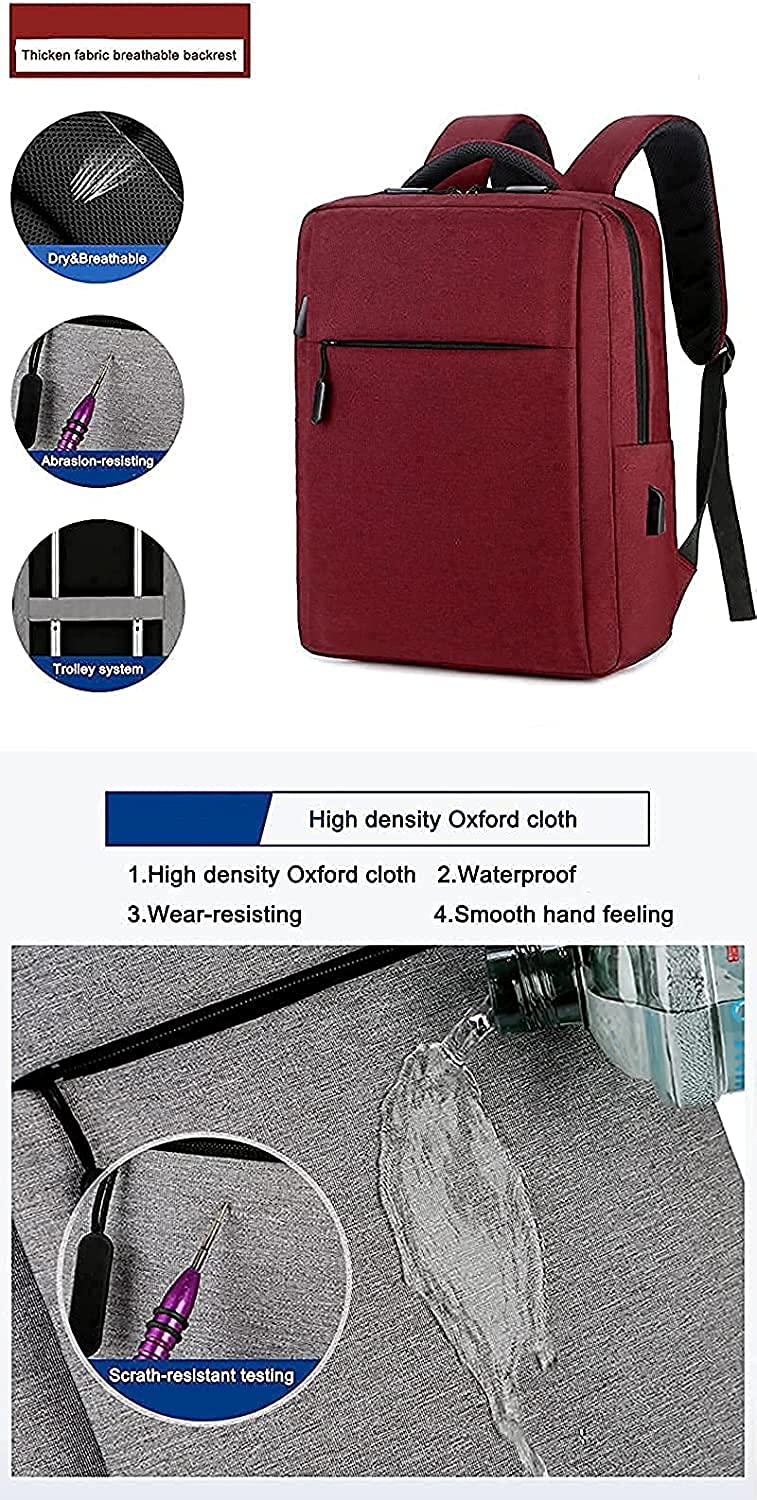 Thicken fabric breathable backrest
Dry&Breathable
Abrasion-resisting
Trolley system
High density Oxford cloth
1.High density Oxford cloth 2.Waterproof
3.Wear-resisting 4.Smooth hand feeling
Scrath-resistant testing